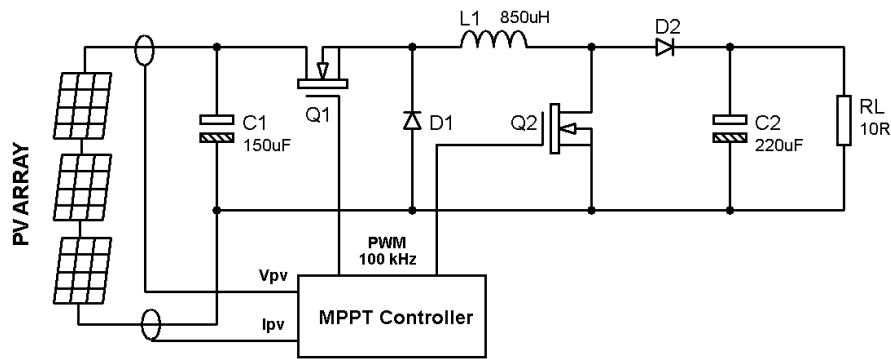 L1 850uH
D2
PV ARRAY
C1
150uF
Q1
D1
Q2
C2
220uF
RL
10R
PWM
100 kHz
Vpv
Ipv
MPPT Controller